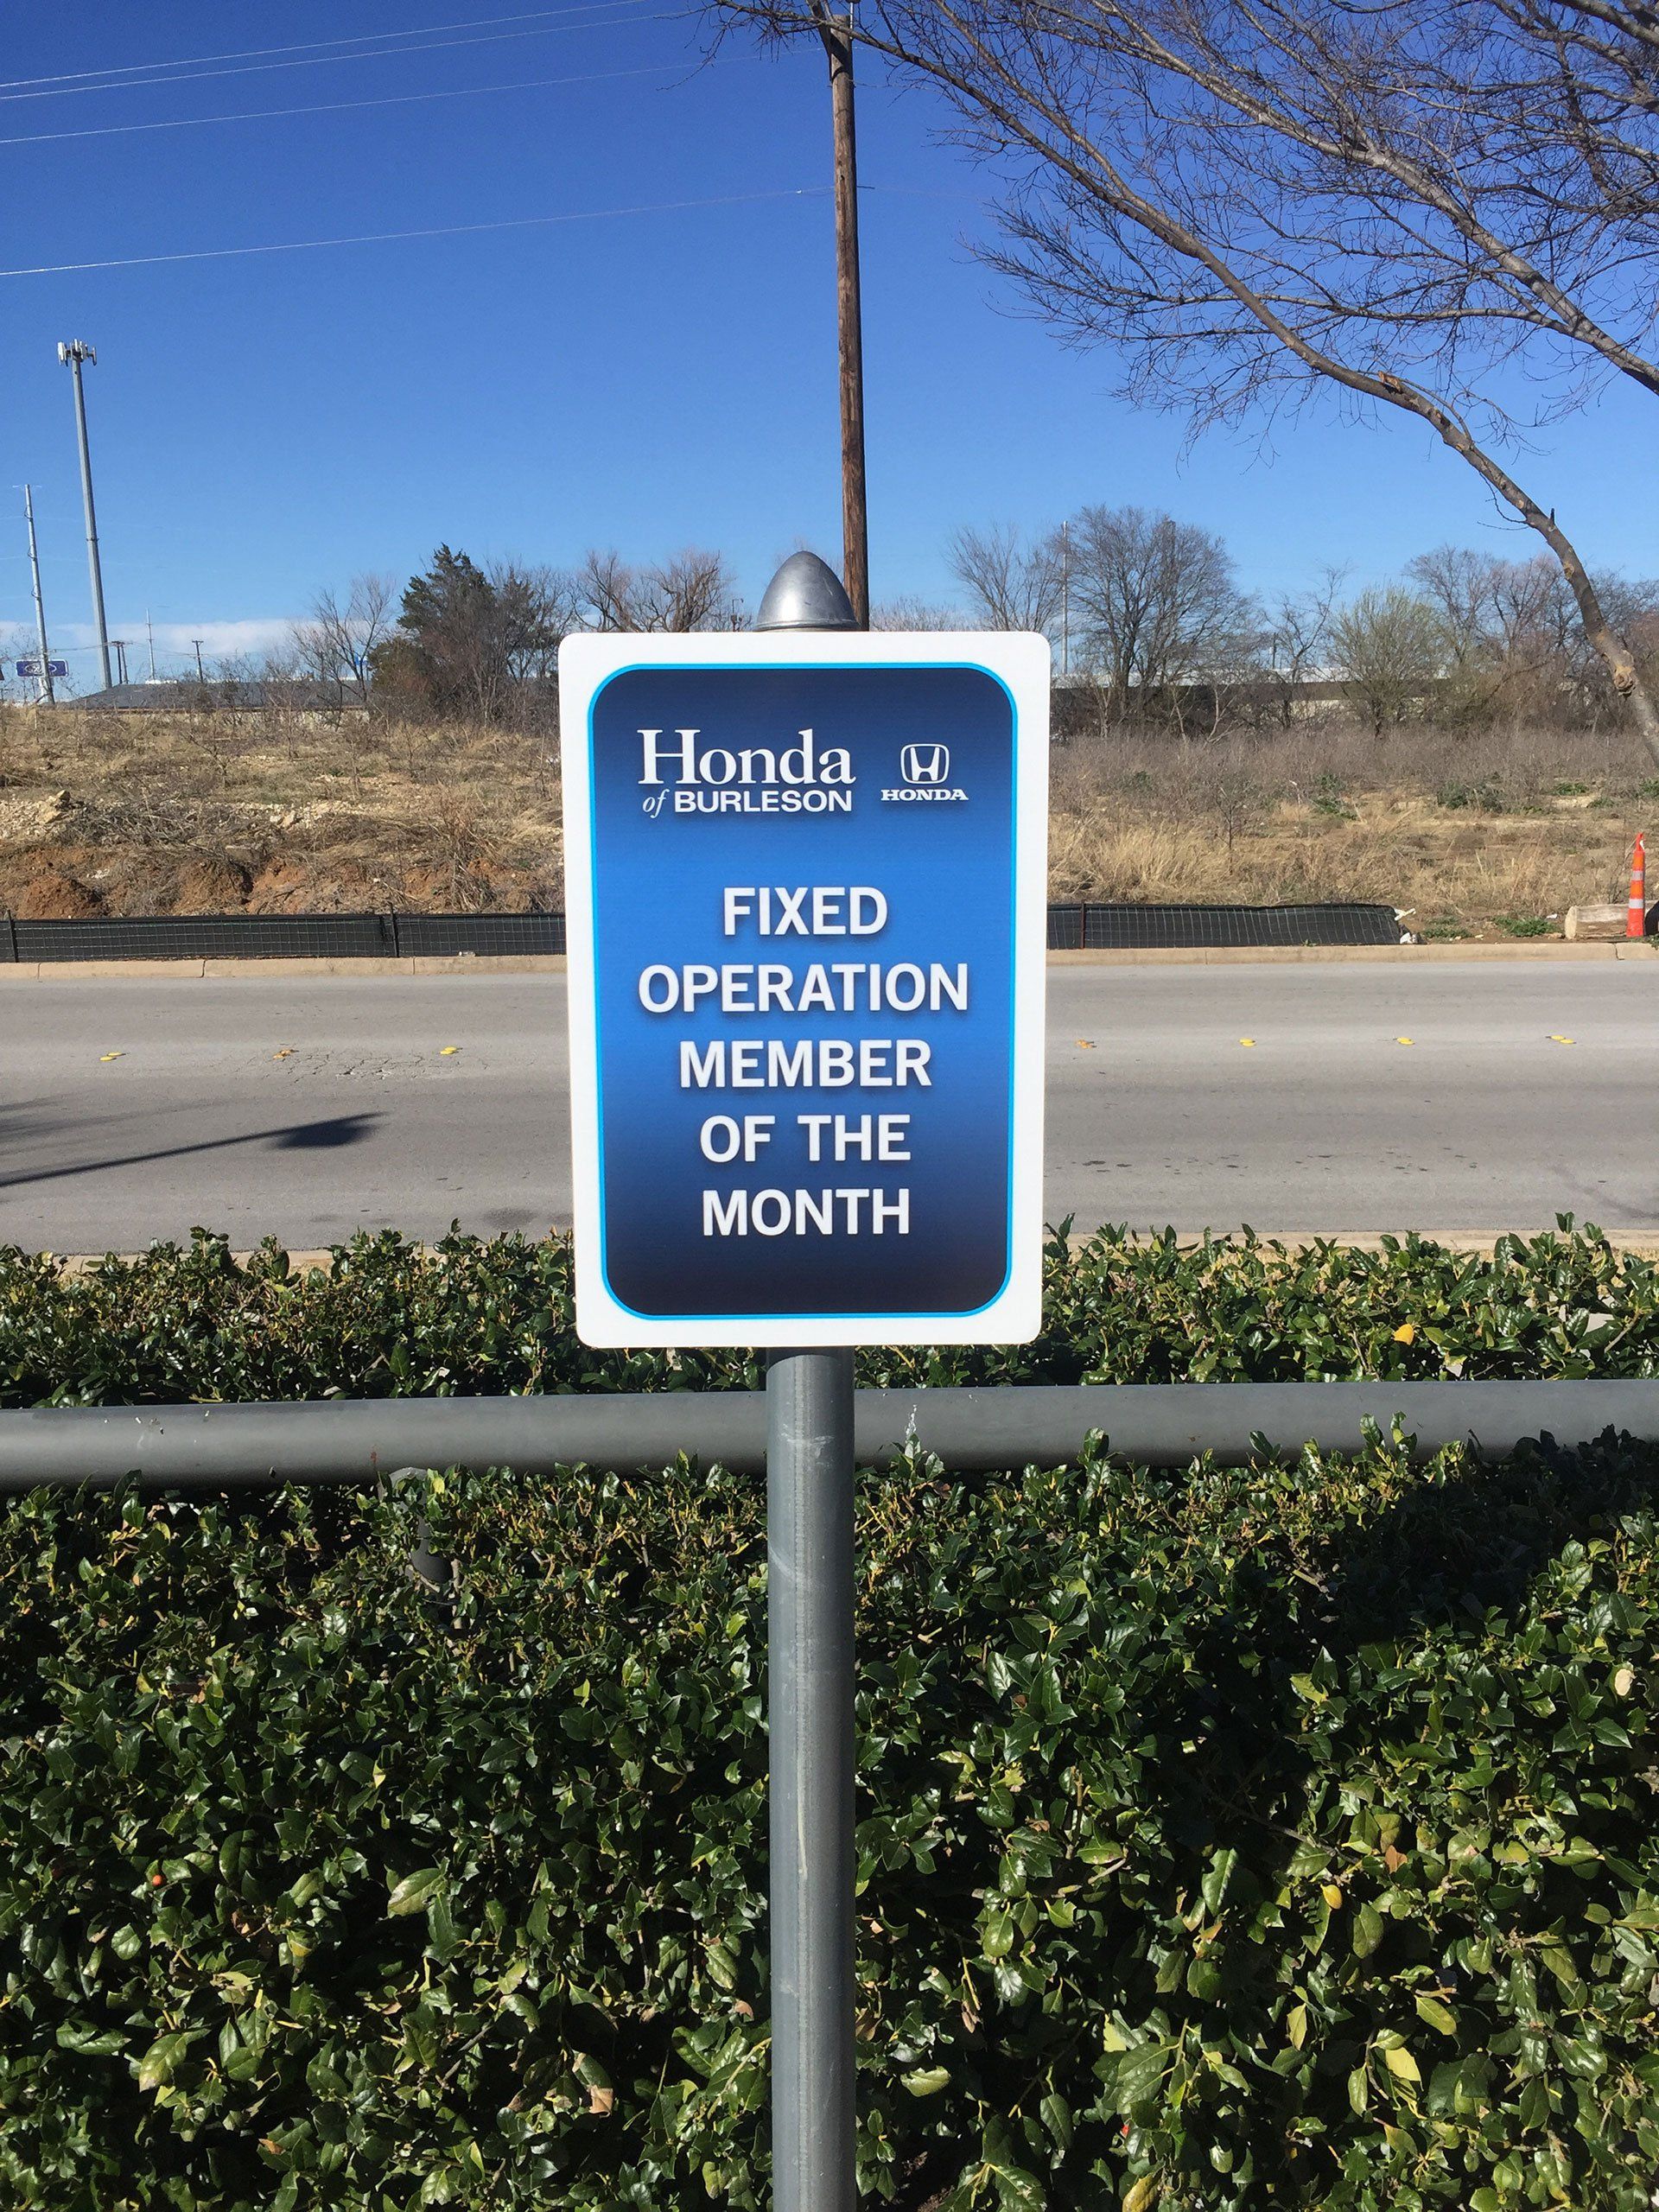 Honda
of BURLESON
HONDA
FIXED
OPERATION
MEMBER
OF THE
MONTH